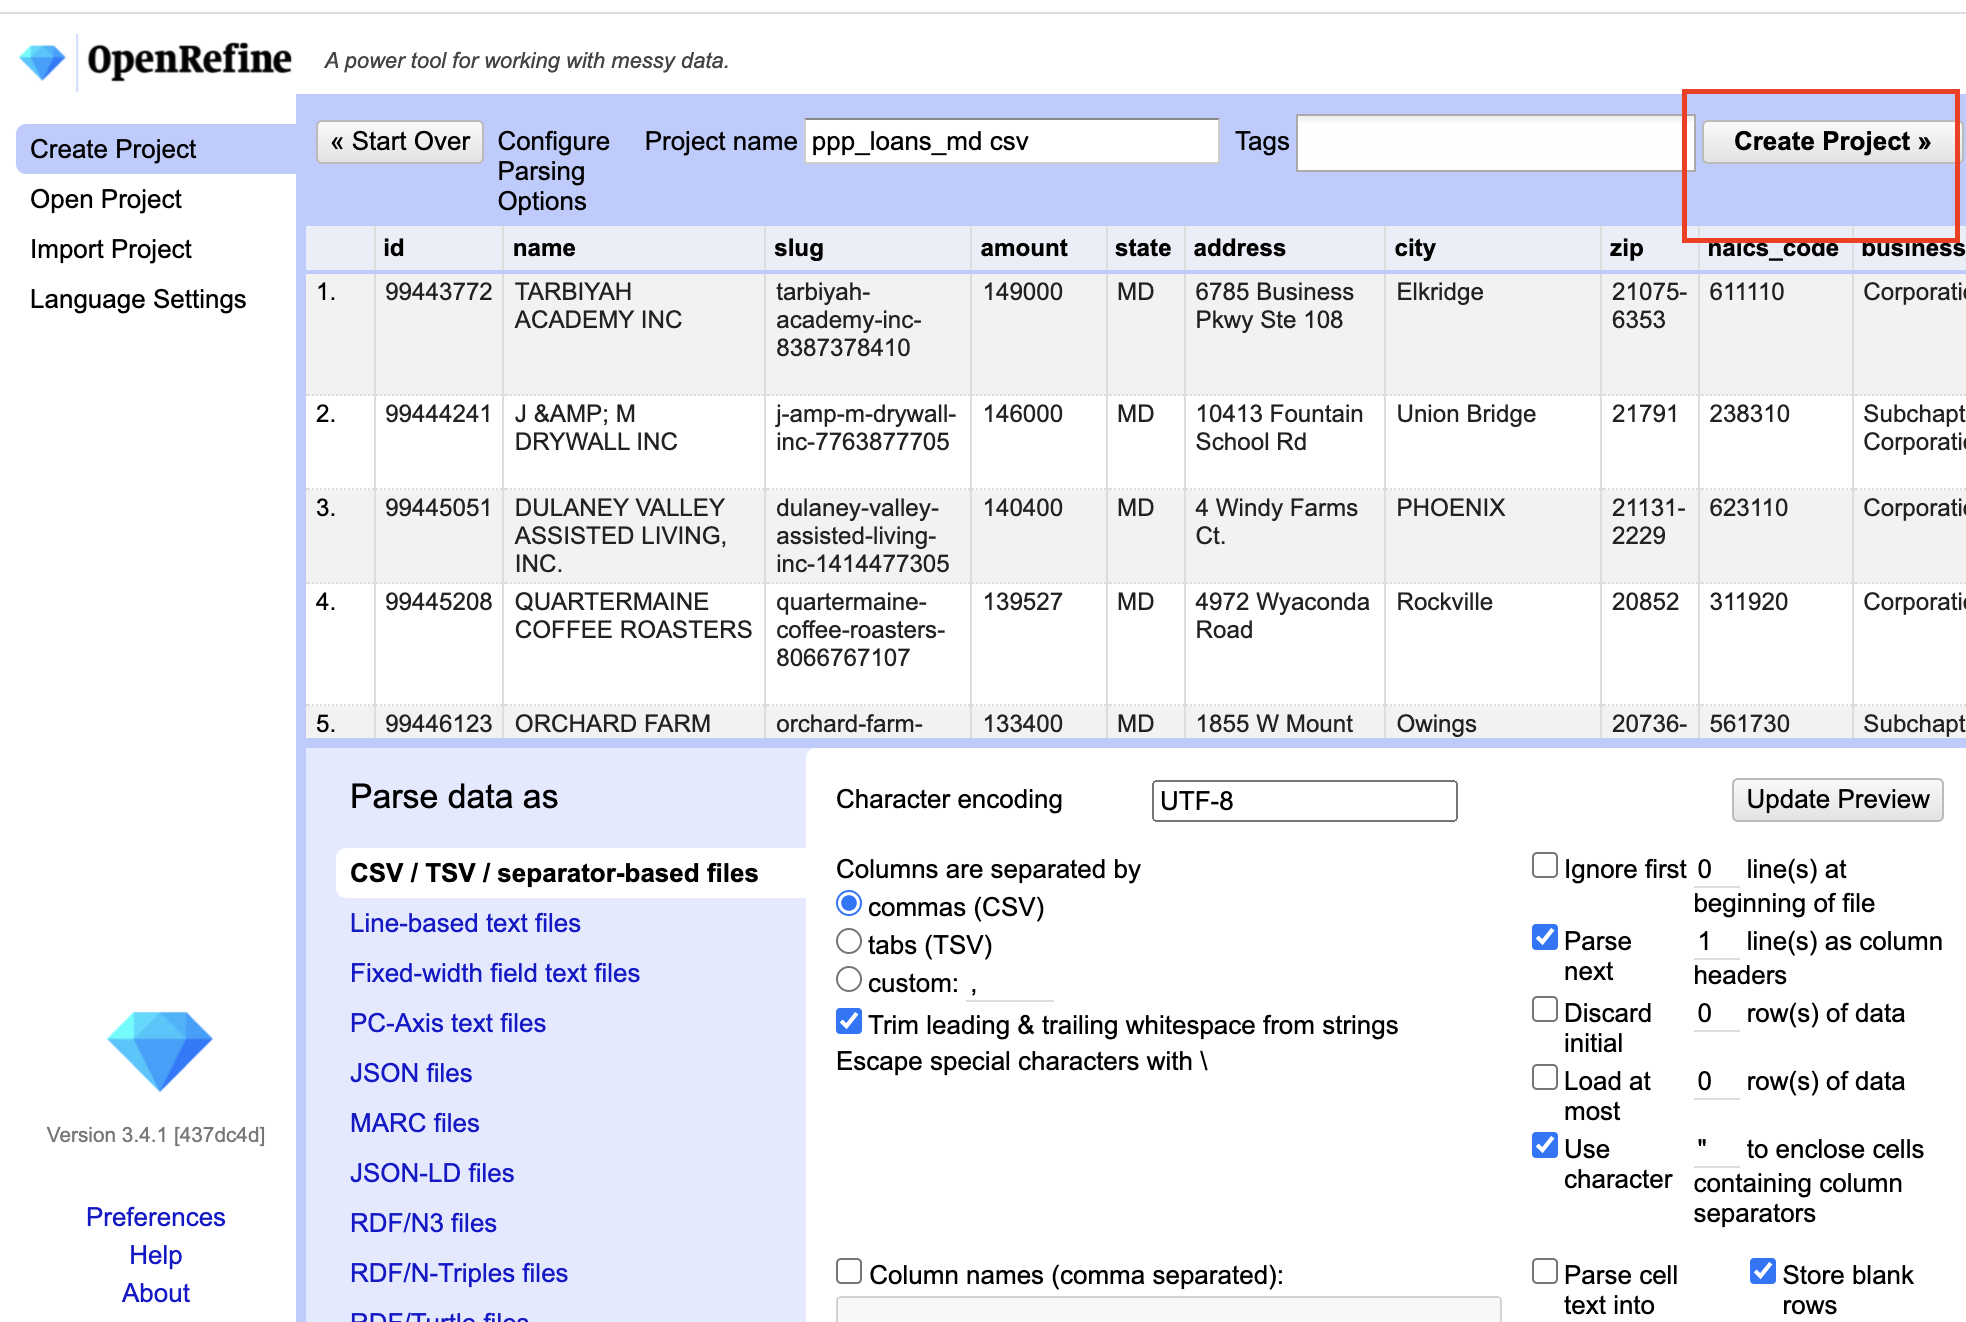 OpenRefine
A power tool for working with messy data.
Create Project
Open Project
Import Project
Language Settings
« Start Over
Configure
Parsing
Options
Project name
ppp_loans_md csv
Tags
Create Project »
id name slug amount state address city zip naics_code business
1. 99443772 TARBIYAH ACADEMY INC tarbiyah-academy-inc-8387378410 149000 MD 6785 Business Pkwy Ste 108 Elkridge 21075-6353 611110 Corporatio
2. 99444241 J &AMP; M DRYWALL INC j-amp-m-drywall-inc-7763877705 146000 MD 10413 Fountain School Rd Union Bridge 21791 238310 Subchapt Corporatio
3. 99445051 DULANEY VALLEY ASSISTED LIVING, INC. dulaney-valley-assisted-living-inc-1414477305 140400 MD 4 Windy Farms Ct. PHOENIX 21131-2229 623110 Corporatio
4. 99445208 QUARTERMAINE COFFEE ROASTERS quartermaine-coffee-roasters-8066767107 139527 MD 4972 Wyaconda Road Rockville 20852 311920 Corporatio
5. 99446123 ORCHARD FARM orchard-farm- 133400 MD 1855 W Mount Owings 20736- 561730 Subchapt
Parse data as
CSV / TSV / separator-based files
Line-based text files
Fixed-width field text files
PC-Axis text files
JSON files
MARC files
JSON-LD files
RDF/N3 files
RDF/N-Triples files
RDF/Turtle files
Character encoding
UTF-8
Update Preview
Columns are separated by
commas (CSV)
tabs (TSV)
custom: ,
Trim leading & trailing whitespace from strings
Escape special characters with \
Column names (comma separated):
Ignore first 0 line(s) at
beginning of file
Parse next 1 line(s) as column
headers
Discard initial 0 row(s) of data
Load at most 0 row(s) of data
Use character " to enclose cells
containing column
separators
Parse cell
text into
Store blank
rows
Version 3.4.1 [437dc4d]
Preferences
Help
About